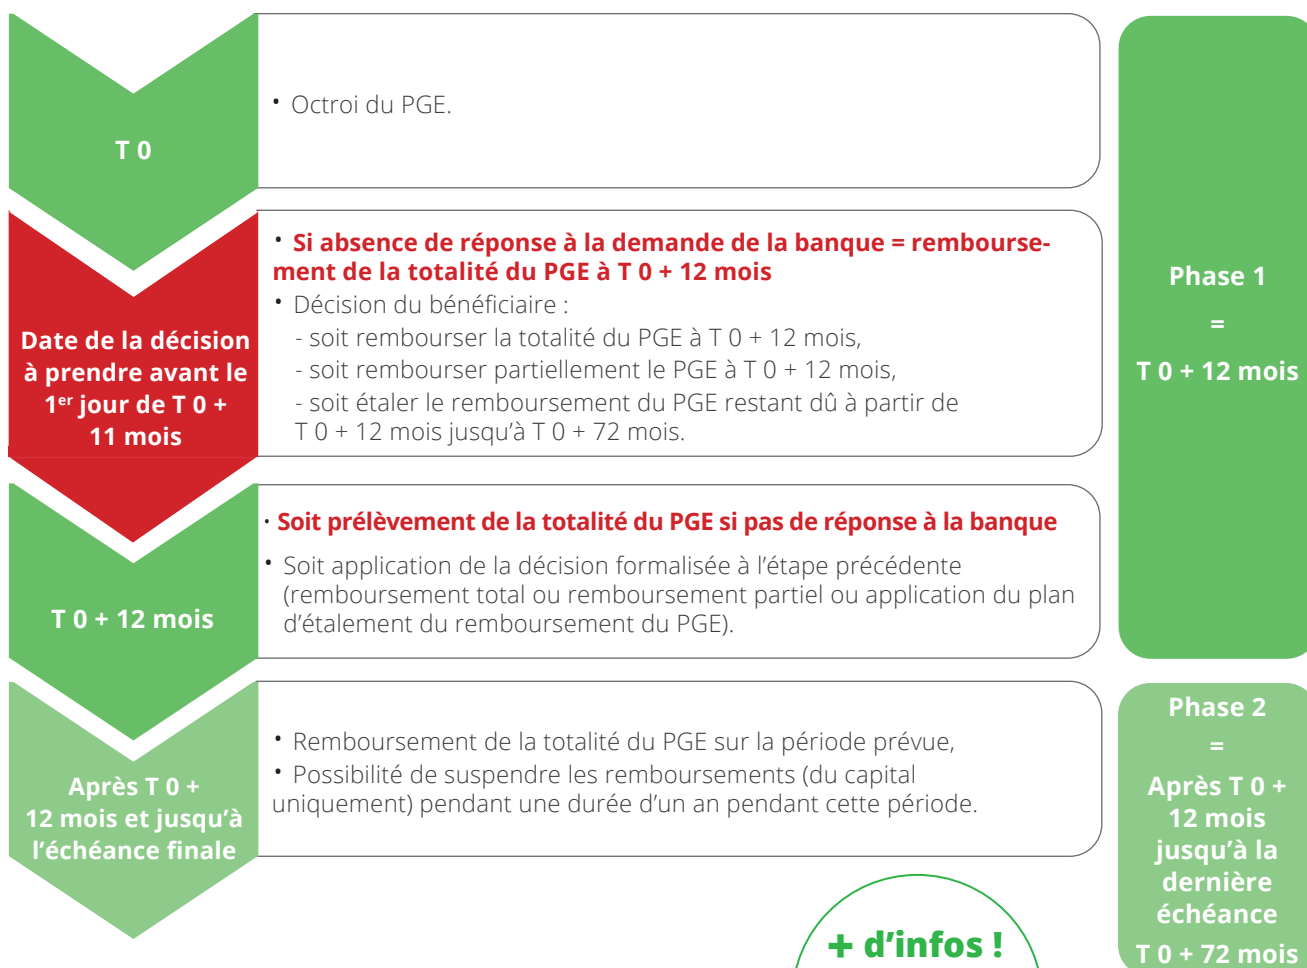 T 0
• Octroi du PGE.
Date de la décision
à prendre avant le
1er jour de T 0 +
11 mois
• Si absence de réponse à la demande de la banque = rembourse-
ment de la totalité du PGE à T 0 + 12 mois
• Décision du bénéficiaire :
- soit rembourser la totalité du PGE à T 0 + 12 mois,
- soit rembourser partiellement le PGE à T 0 + 12 mois,
- soit étaler le remboursement du PGE restant dû à partir de
T 0 + 12 mois jusqu’à T 0 + 72 mois.
T 0 + 12 mois
• Soit prélèvement de la totalité du PGE si pas de réponse à la banque
• Soit application de la décision formalisée à l’étape précédente
(remboursement total ou remboursement partiel ou application du plan
d’étalement du remboursement du PGE).
Phase 1
=
T 0 + 12 mois
Après T 0 +
12 mois et jusqu’à
l’échéance finale
• Remboursement de la totalité du PGE sur la période prévue,
• Possibilité de suspendre les remboursements (du capital
uniquement) pendant une durée d’un an pendant cette période.
Phase 2
=
Après T 0 +
12 mois
jusqu’à la
dernière
échéance
T 0 + 72 mois
+ d’infos !